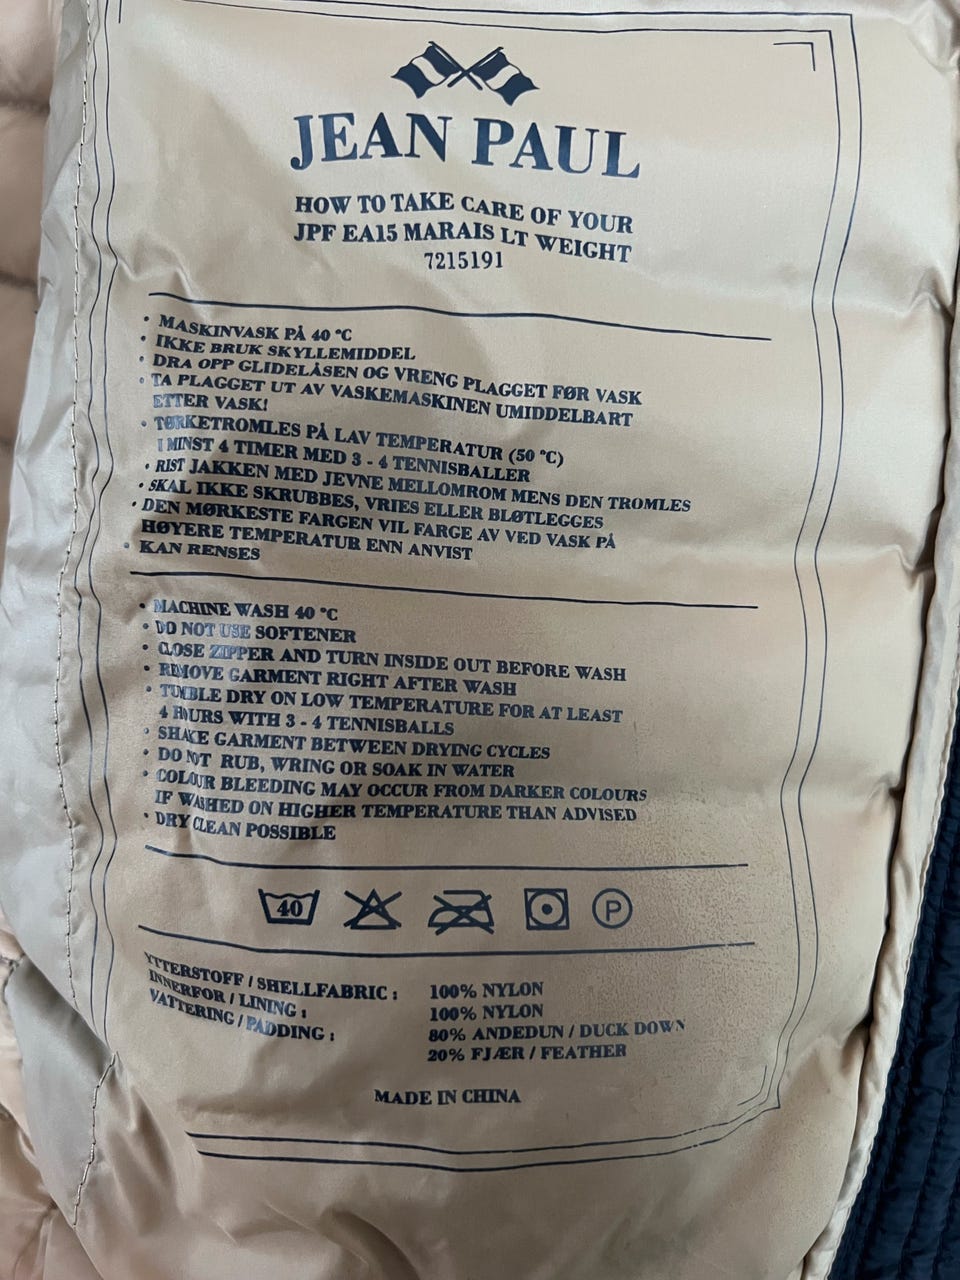 JEAN PAUL
HOW TO TAKE CARE OF YOUR
JPF EA15 MARAIS LT WEIGHT
7215191
• MASKINVASK PÅ 40 °C
• IKKE BRUK SKYLLEMIDDEL
• DRA OPP GLIDELÅSEN OG VRENG PLAGGET FØR VASK
• TA PLAGGET UT AV VASKEMASKINEN UMIDDELBART
ETTER VASK!
• TØRKETROMLES PÅ LAV TEMPERATUR (50 °C)
I MINST 4 TIMER MED 3 - 4 TENNISBALLER
• RIST JAKKEN MED JEVNE MELLOMROM MENS DEN TROMLES
• SKAL IKKE SKRUBBES, VRIES ELLER BLØTLEGGES
• DEN MØRKESTE FARGEN VIL FARGE AV VED VASK PÅ
HØYERE TEMPERATUR ENN ANVIST
• KAN RENSES
• MACHINE WASH 40 °C
• DO NOT USE SOFTENER
• CLOSE ZIPPER AND TURN INSIDE OUT BEFORE WASH
• REMOVE GARMENT RIGHT AFTER WASH
• TUMBLE DRY ON LOW TEMPERATURE FOR AT LEAST
4 HOURS WITH 3 - 4 TENNISBALLS
• SHAKE GARMENT BETWEEN DRYING CYCLES
• DO NOT RUB, WRING OR SOAK IN WATER
• COLOUR BLEEDING MAY OCCUR FROM DARKER COLOURS
IF WASHED ON HIGHER TEMPERATURE THAN ADVISED
• DRY CLEAN POSSIBLE
40 P
YTTERSTOFF / SHELLFABRIC : 100% NYLON
INNERFOR / LINING : 100% NYLON
VATTERING / PADDING : 80% ANDEDUN / DUCK DOWN
20% FJÆR / FEATHER
MADE IN CHINA